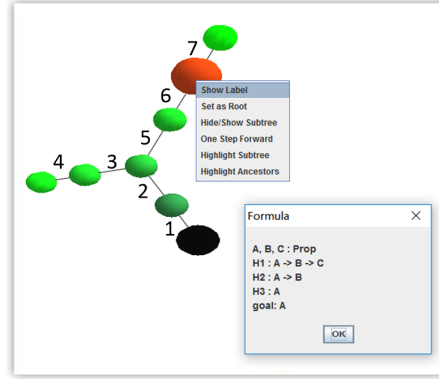 7
Show Label
Set as Root
Hide/Show Subtree
One Step Forward
Highlight Subtree
Highlight Ancestors
6
5
4
3
2
1
Formula
A, B, C : Prop
H1 : A -> B -> C
H2 : A -> B
H3 : A
goal: A
OK